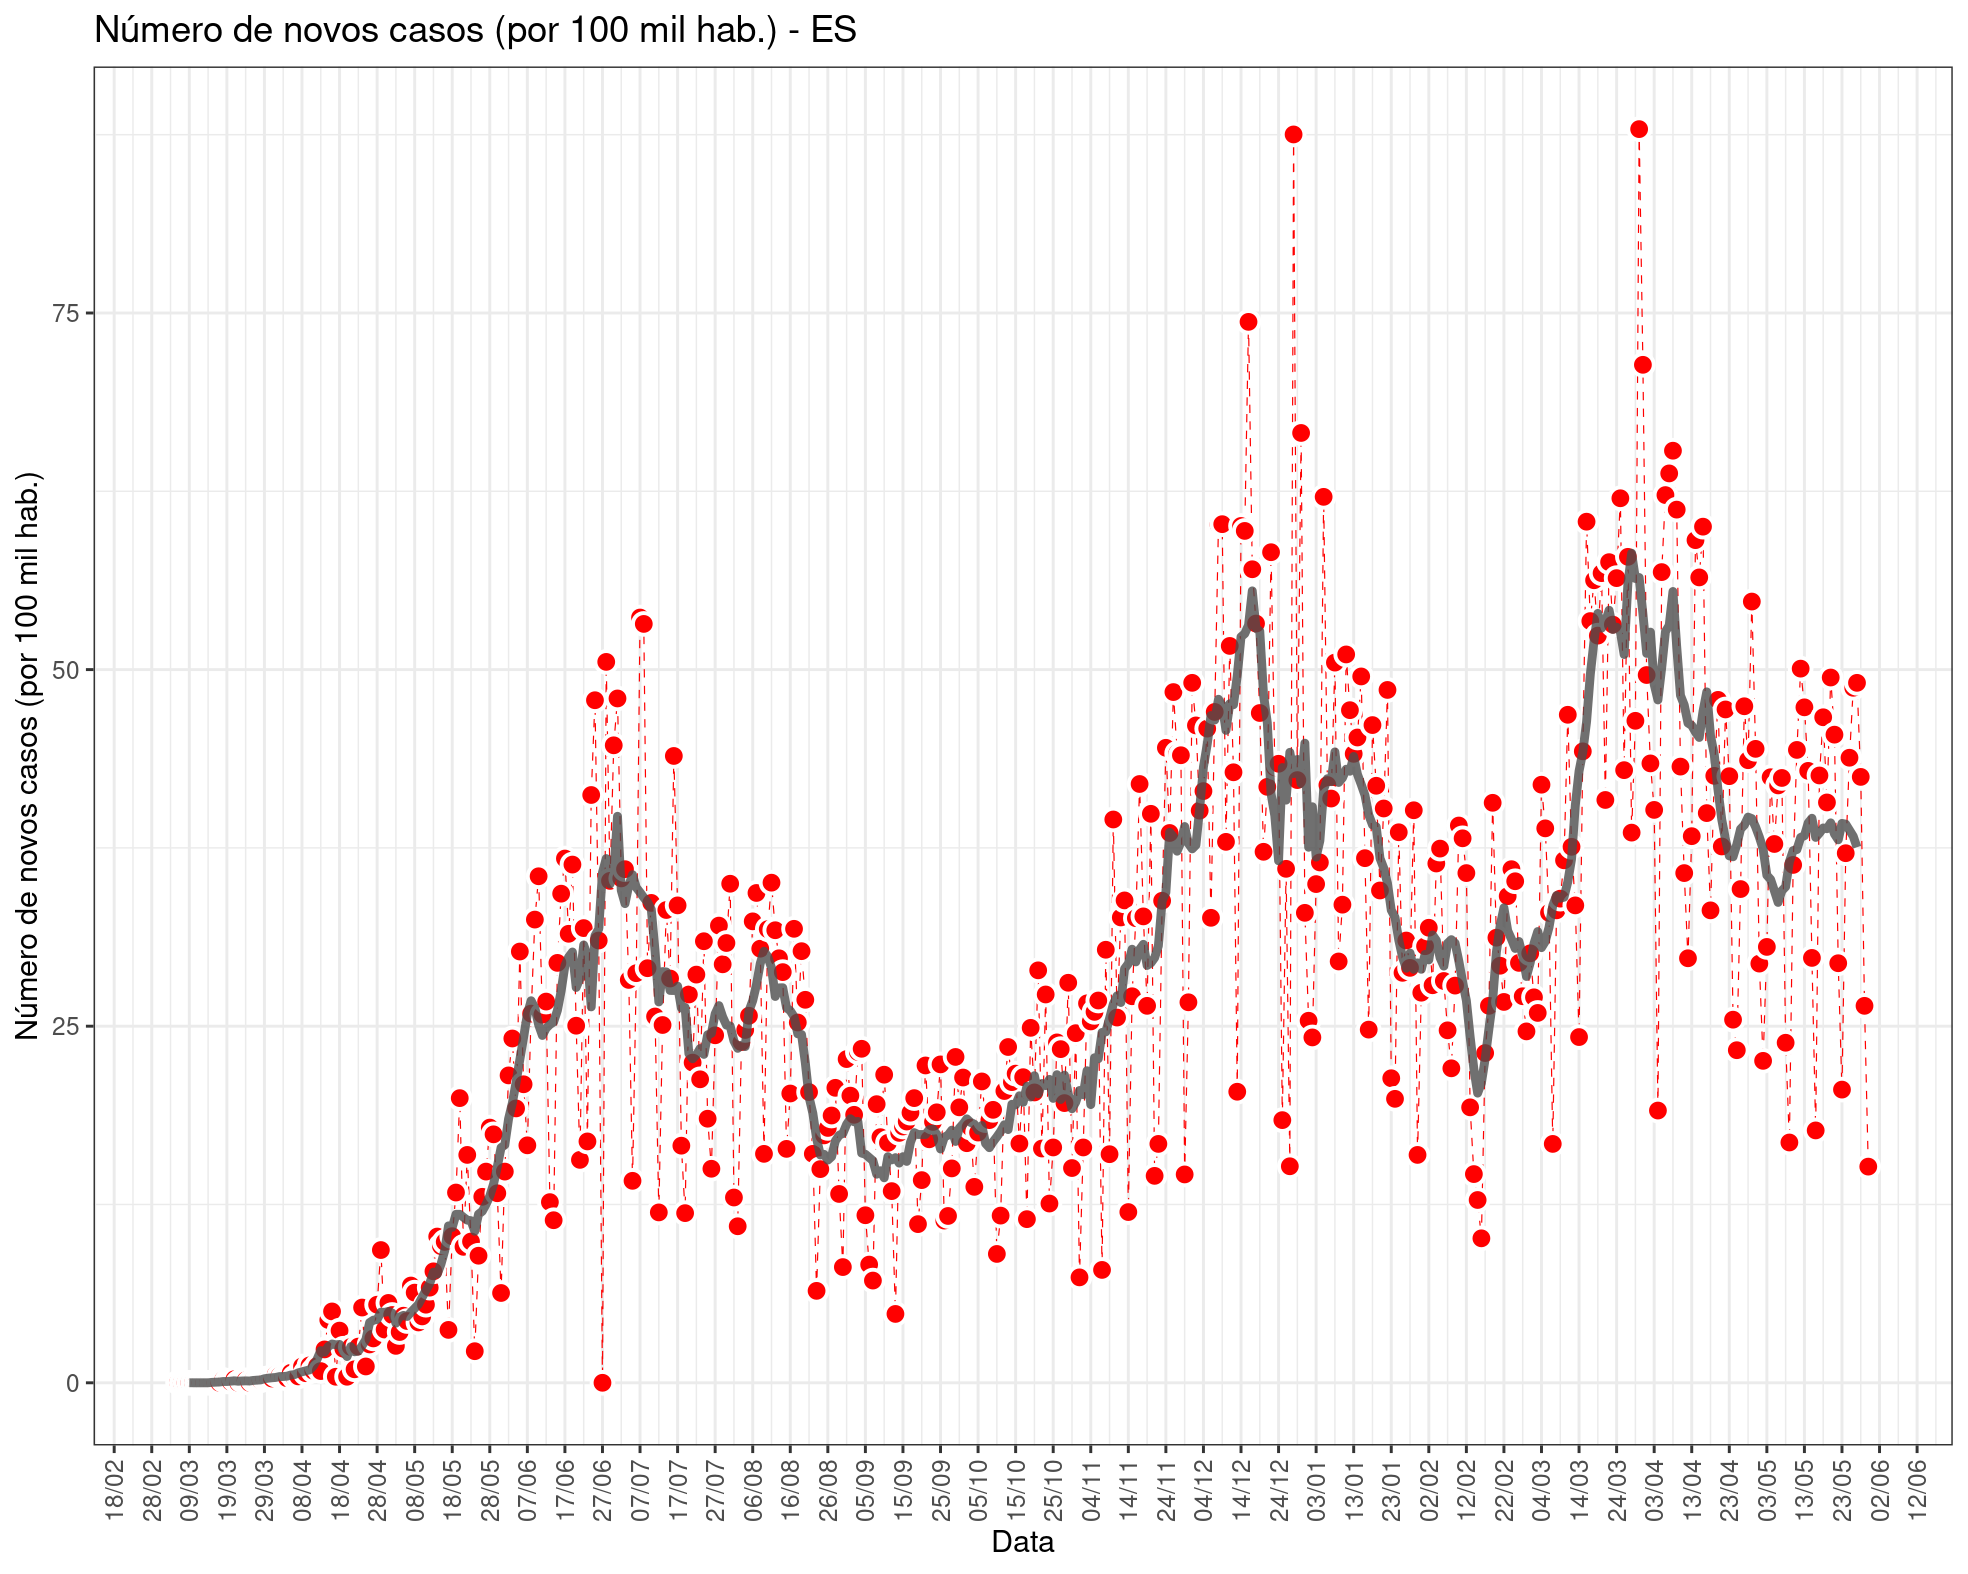 Número de novos casos (por 100 mil hab.) - ES
Número de novos casos (por 100 mil hab.)
75
50
25
0
18/02 28/02 09/03 19/03 29/03 08/04 18/04 28/04 08/05 18/05 28/05 07/06 17/06 27/06 07/07 17/07 27/07 06/08 16/08 26/08 05/09 15/09 25/09 05/10 15/10 25/10 04/11 14/11 24/11 04/12 14/12 24/12 03/01 13/01 23/01 02/02 12/02 22/02 04/03 14/03 24/03 03/04 13/04 23/04 03/05 13/05 23/05 02/06 12/06
Data